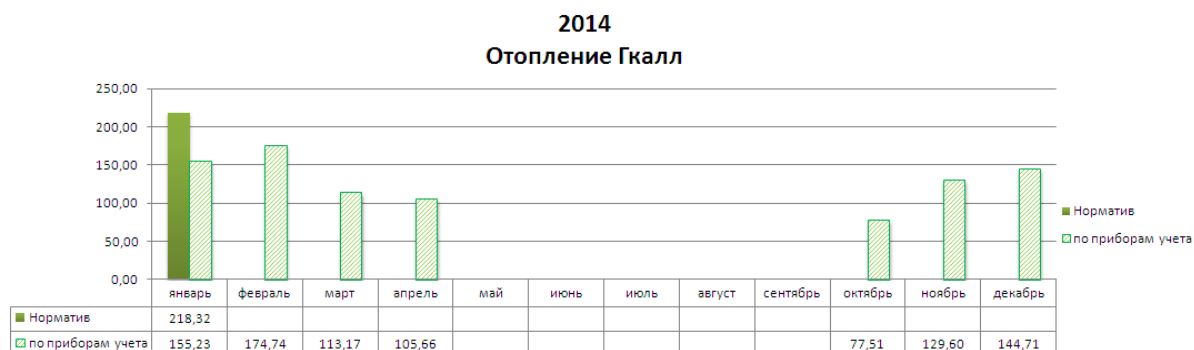 2014
Отопление Гкалл
250,00
200,00
150,00
100,00
50,00
0,00
январь февраль март апрель май июнь июль август сентябрь октябрь ноябрь декабрь
Норматив 218,32
по приборам учета 155,23 174,74 113,17 105,66 77,51 129,60 144,71
Норматив
по приборам учета